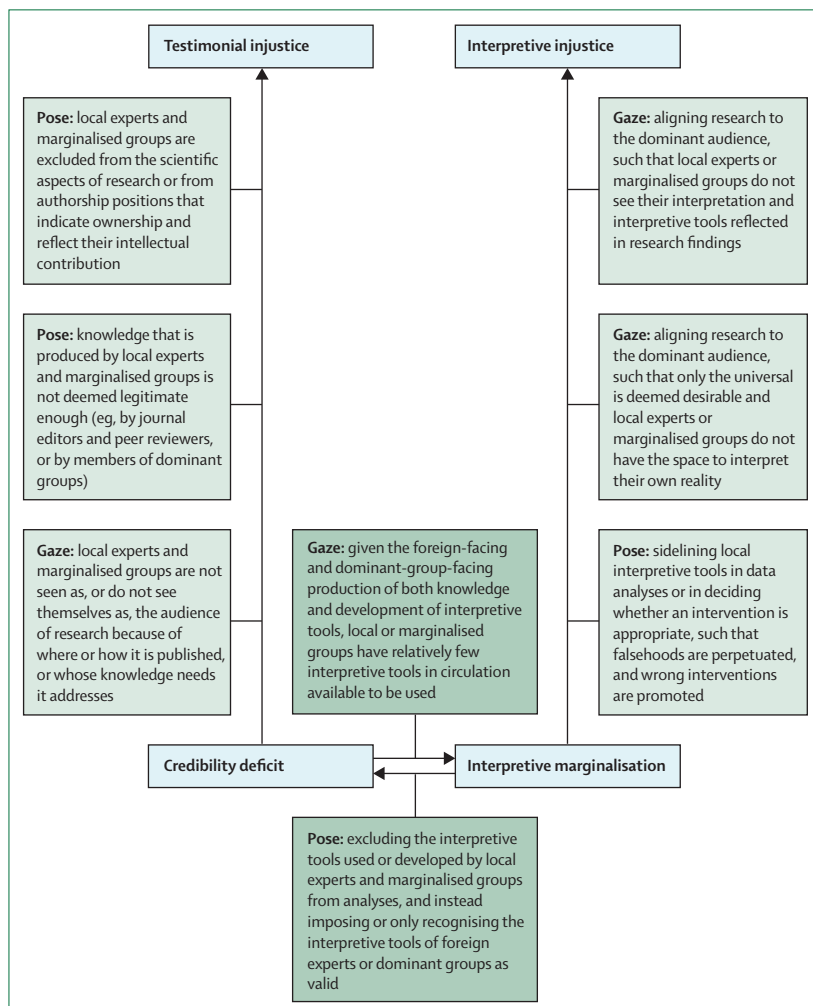 Testimonial injustice
Interpretive injustice
Pose: local experts and
marginalised groups are
excluded from the scientific
aspects of research or from
authorship positions that
indicate ownership and
reflect their intellectual
contribution
Gaze: aligning research to
the dominant audience,
such that local experts or
marginalised groups do not
see their interpretation and
interpretive tools reflected
in research findings
Pose: knowledge that is
produced by local experts
and marginalised groups is
not deemed legitimate
enough (eg, by journal
editors and peer reviewers,
or by members of dominant
groups)
Gaze: aligning research to
the dominant audience,
such that only the universal
is deemed desirable and
local experts or
marginalised groups do not
have the space to interpret
their own reality
Gaze: local experts and
marginalised groups are not
seen as, or do not see
themselves as, the audience
of research because of
where or how it is published,
or whose knowledge needs
it addresses
Gaze: given the foreign-facing
and dominant-group-facing
production of both knowledge
and development of interpretive
tools, local or marginalised
groups have relatively few
interpretive tools in circulation
available to be used
Pose: sidelining local
interpretive tools in data
analyses or in deciding
whether an intervention is
appropriate, such that
falsehoods are perpetuated,
and wrong interventions
are promoted
Credibility deficit
Interpretive marginalisation
Pose: excluding the interpretive
tools used or developed by local
experts and marginalised groups
from analyses, and instead
imposing or only recognising the
interpretive tools of foreign
experts or dominant groups as
valid